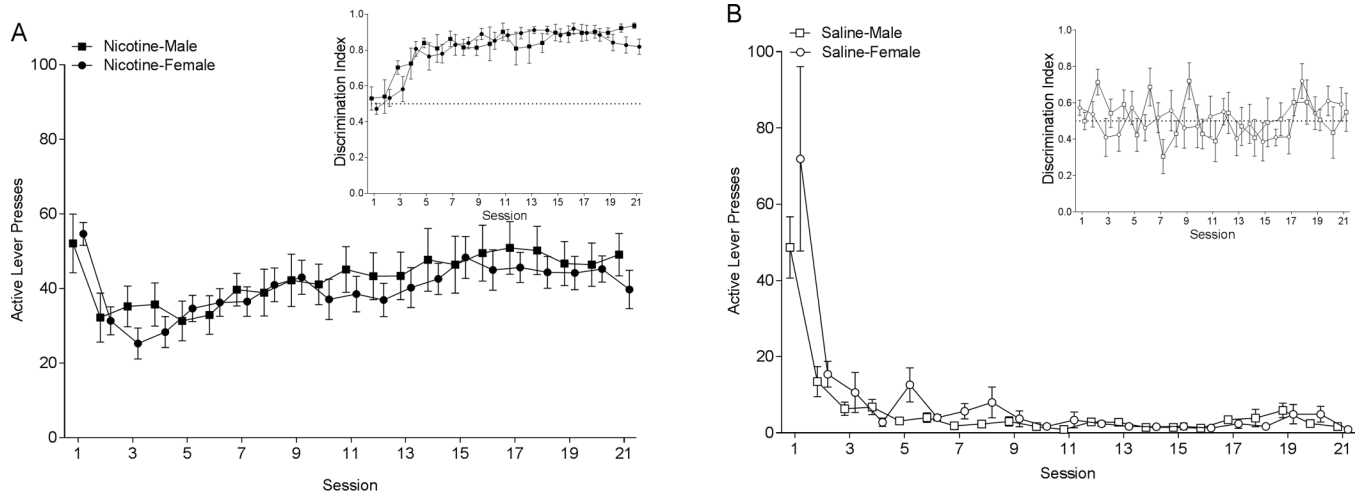 A
Nicotine-Male
Nicotine-Female
Active Lever Presses
100
80
60
40
20
0
1 3 5 7 9 11 13 15 17 19 21
Session
Discrimination Index
1.0
0.8
0.6
0.4
0.2
0.0
1 3 5 7 9 11 13 15 17 19 21
Session
B
Saline-Male
Saline-Female
Active Lever Presses
100
80
60
40
20
0
1 3 5 7 9 11 13 15 17 19 21
Session
Discrimination Index
1.0
0.8
0.6
0.4
0.2
0.0
1 3 5 7 9 11 13 15 17 19 21
Session